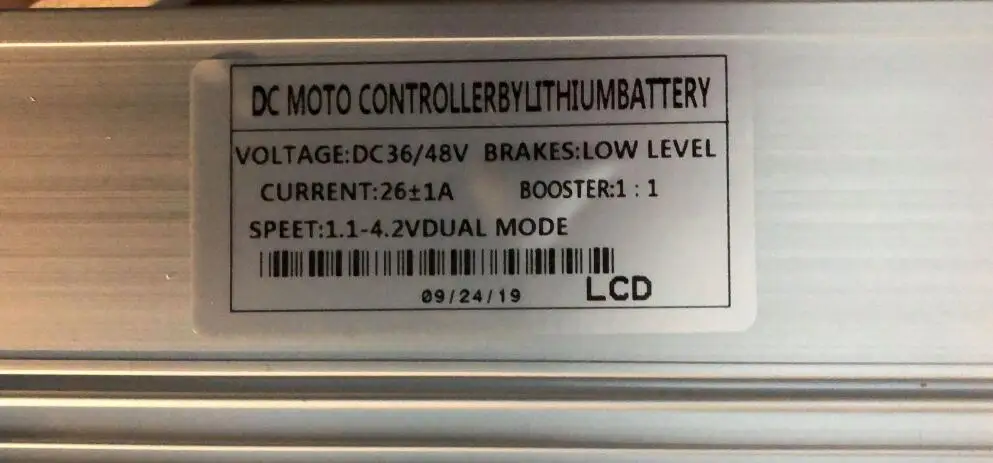 DC MOTO CONTROLLERBYLITHIUMBATTERY
VOLTAGE:DC36/48V BRAKES:LOW LEVEL
CURRENT:26±1A BOOSTER:1 : 1
SPEET:1.1-4.2VDUAL MODE
09/24/19 LCD